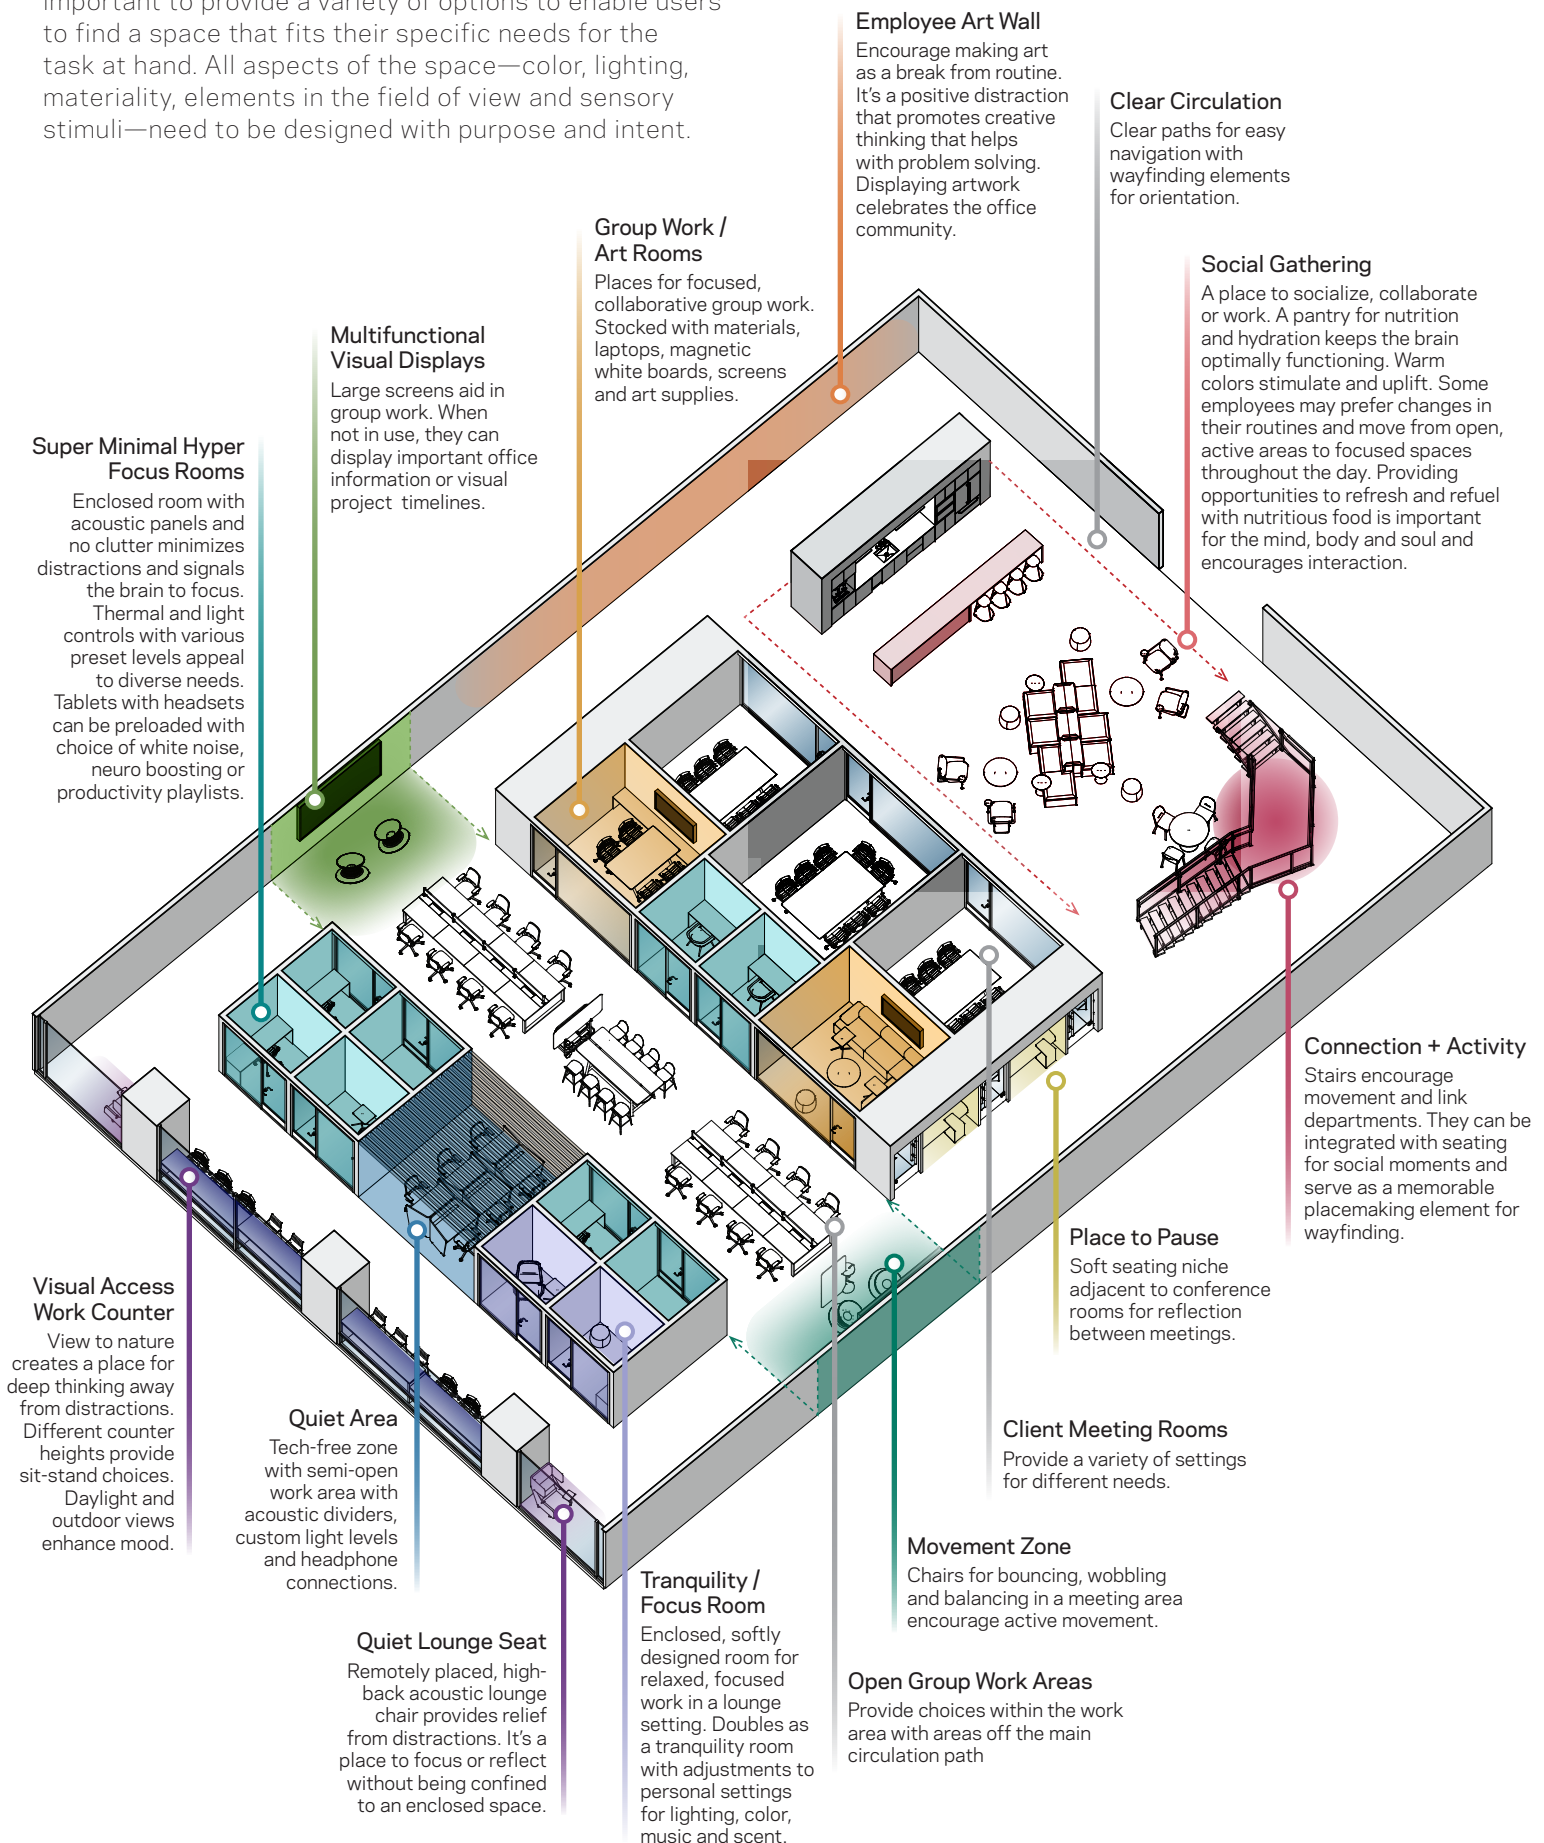 important to provide a variety of options to enable users
to find a space that fits their specific needs for the
task at hand. All aspects of the space—color, lighting,
materiality, elements in the field of view and sensory
stimuli—need to be designed with purpose and intent.
Employee Art Wall
Encourage making art
as a break from routine.
It's a positive distraction
that promotes creative
thinking that helps
with problem solving.
Displaying artwork
celebrates the office
community.
Clear Circulation
Clear paths for easy
navigation with
wayfinding elements
for orientation.
Group Work /
Art Rooms
Places for focused,
collaborative group work.
Stocked with materials,
laptops, magnetic
white boards, screens
and art supplies.
Social Gathering
A place to socialize, collaborate
or work. A pantry for nutrition
and hydration keeps the brain
optimally functioning. Warm
colors stimulate and uplift. Some
employees may prefer changes in
their routines and move from open,
active areas to focused spaces
throughout the day. Providing
opportunities to refresh and refuel
with nutritious food is important
for the mind, body and soul and
encourages interaction.
Multifunctional
Visual Displays
Large screens aid in
group work. When
not in use, they can
display important office
information or visual
project timelines.
Super Minimal Hyper
Focus Rooms
Enclosed room with
acoustic panels and
no clutter minimizes
distractions and signals
the brain to focus.
Thermal and light
controls with various
preset levels appeal
to diverse needs.
Tablets with headsets
can be preloaded with
choice of white noise,
neuro boosting or
productivity playlists.
Connection + Activity
Stairs encourage
movement and link
departments. They can be
integrated with seating
for social moments and
serve as a memorable
placemaking element for
wayfinding.
Place to Pause
Soft seating niche
adjacent to conference
rooms for reflection
between meetings.
Visual Access
Work Counter
View to nature
creates a place for
deep thinking away
from distractions.
Different counter
heights provide
sit-stand choices.
Daylight and
outdoor views
enhance mood.
Quiet Area
Tech-free zone
with semi-open
work area with
acoustic dividers,
custom light levels
and headphone
connections.
Client Meeting Rooms
Provide a variety of settings
for different needs.
Movement Zone
Chairs for bouncing, wobbling
and balancing in a meeting area
encourage active movement.
Tranquility /
Focus Room
Enclosed, softly
designed room for
relaxed, focused
work in a lounge
setting. Doubles as
a tranquility room
with adjustments to
personal settings
for lighting, color,
music and scent.
Quiet Lounge Seat
Remotely placed, high-
back acoustic lounge
chair provides relief
from distractions. It's a
place to focus or reflect
without being confined
to an enclosed space.
Open Group Work Areas
Provide choices within the work
area with areas off the main
circulation path